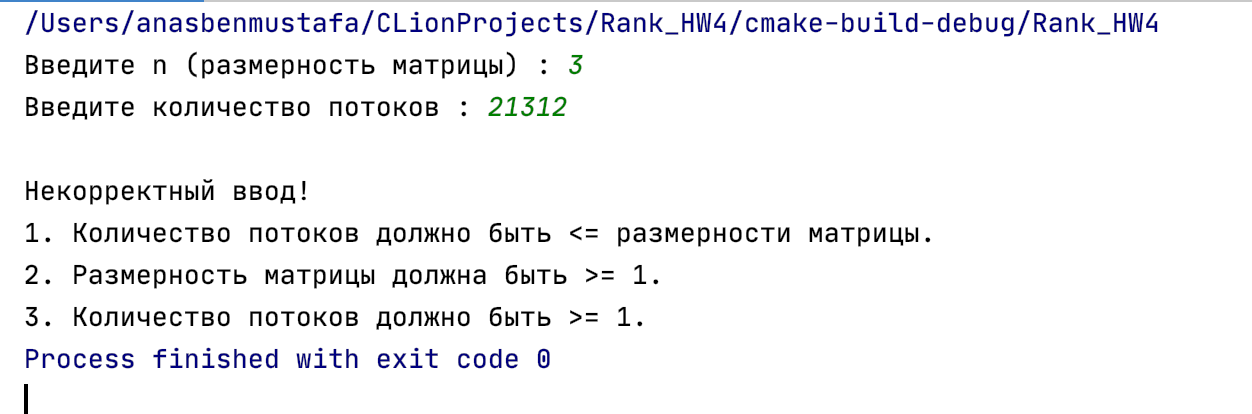 /Users/anasbenmustafa/CLionProjects/Rank_HW4/cmake-build-debug/Rank_HW4
Введите n (размерность матрицы) : 3
Введите количество потоков : 21312
Некорректный ввод!
1. Количество потоков должно быть <= размерности матрицы.
2. Размерность матрицы должна быть >= 1.
3. Количество потоков должно быть >= 1.
Process finished with exit code 0